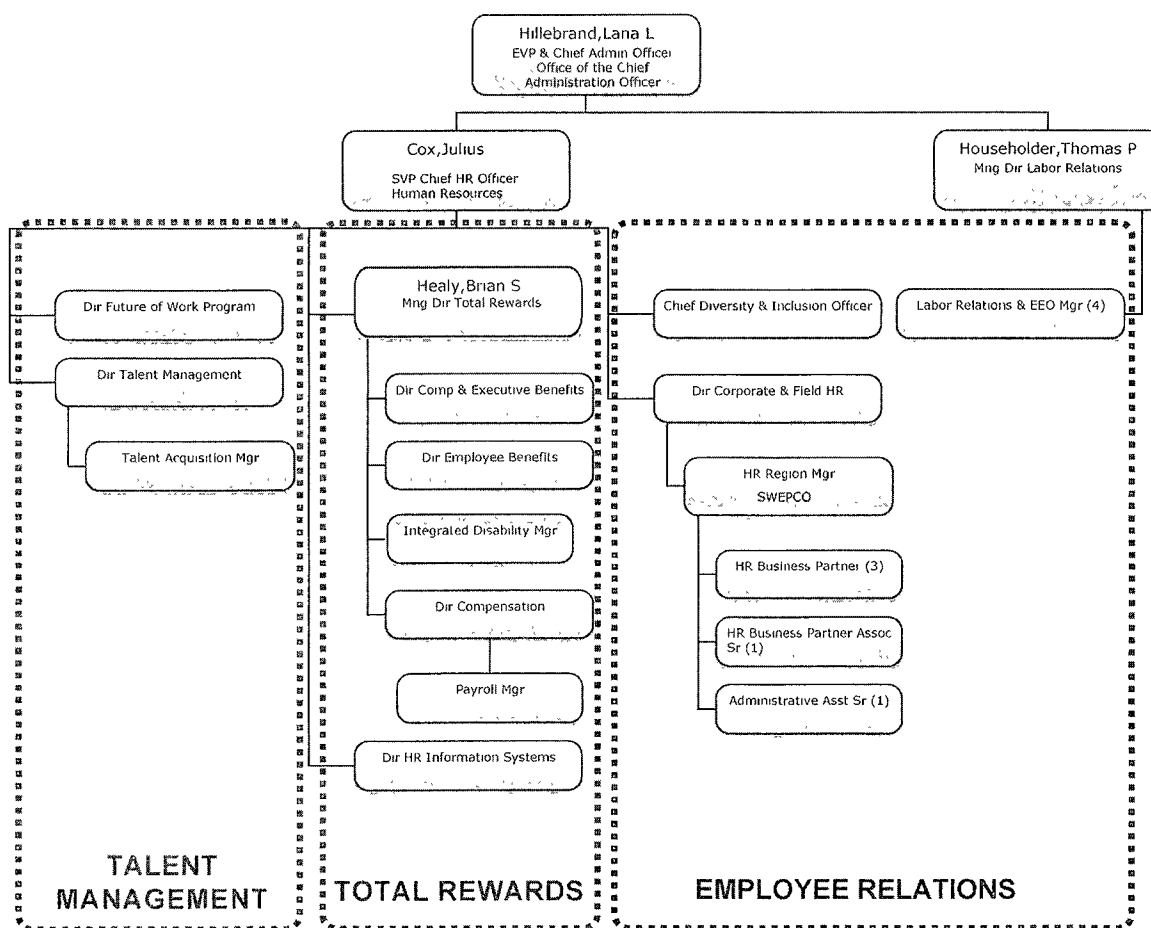 Hillebrand,Lana L
EVP & Chief Admin Officer
Office of the Chief
Administration Officer
Cox,Julius
SVP Chief HR Officer
Human Resources
Householder,Thomas P
Mng Dir Labor Relations
Dir Future of Work Program
Dir Talent Management
Talent Acquisition Mgr
Healy,Brian S
Mng Dir Total Rewards
Dir Comp & Executive Benefits
Dir Employee Benefits
Integrated Disability Mgr
Dir Compensation
Payroll Mgr
Dir HR Information Systems
Chief Diversity & Inclusion Officer
Labor Relations & EEO Mgr (4)
Dir Corporate & Field HR
HR Region Mgr
SWEPCO
HR Business Partner (3)
HR Business Partner Assoc
Sr (1)
Administrative Asst Sr (1)
TALENT
MANAGEMENT
TOTAL REWARDS
EMPLOYEE RELATIONS